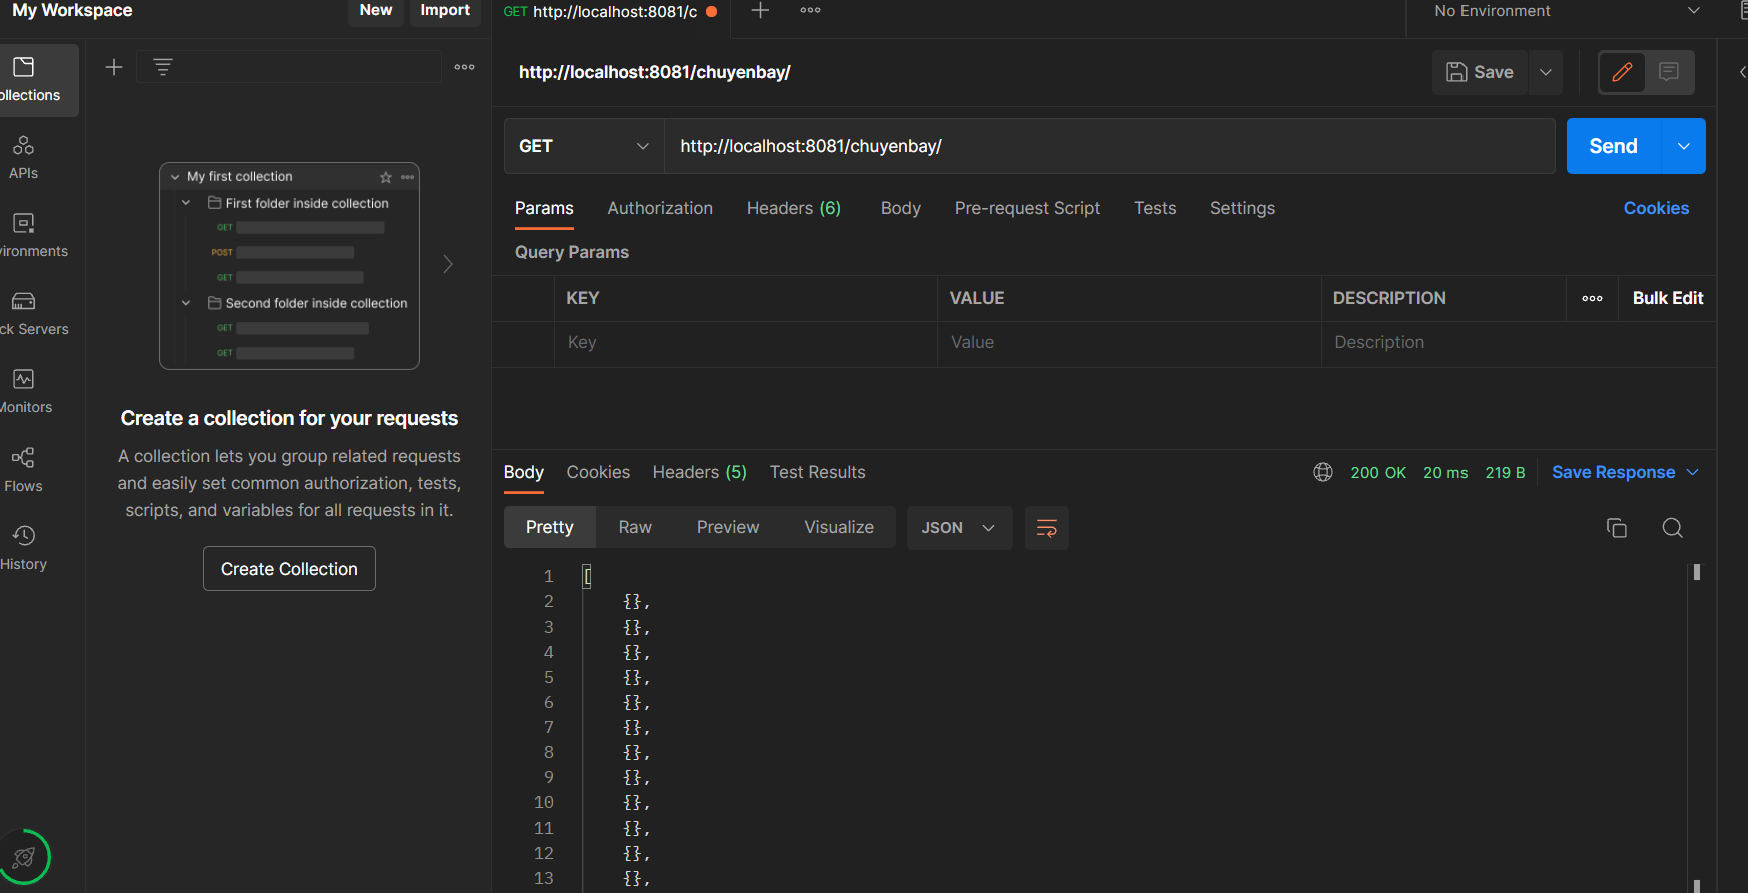 My Workspace
New
Import
GET http://localhost:8081/c
No Environment
ollections
APIs
vironments
ck Servers
Monitors
Flows
History
My first collection
First folder inside collection
GET
POST
GET
Second folder inside collection
GET
GET
Create a collection for your requests
A collection lets you group related requests
and easily set common authorization, tests,
scripts, and variables for all requests in it.
Create Collection
http://localhost:8081/chuyenbay/
Save
GET
http://localhost:8081/chuyenbay/
Send
Params Authorization Headers (6) Body Pre-request Script Tests Settings Cookies
Query Params
KEY VALUE DESCRIPTION Bulk Edit
Key Value Description
Body Cookies Headers (5) Test Results 200 OK 20 ms 219 B Save Response
Pretty Raw Preview Visualize JSON
1 [
2 {},
3 {},
4 {},
5 {},
6 {},
7 {},
8 {},
9 {},
10 {},
11 {},
12 {},
13 {},